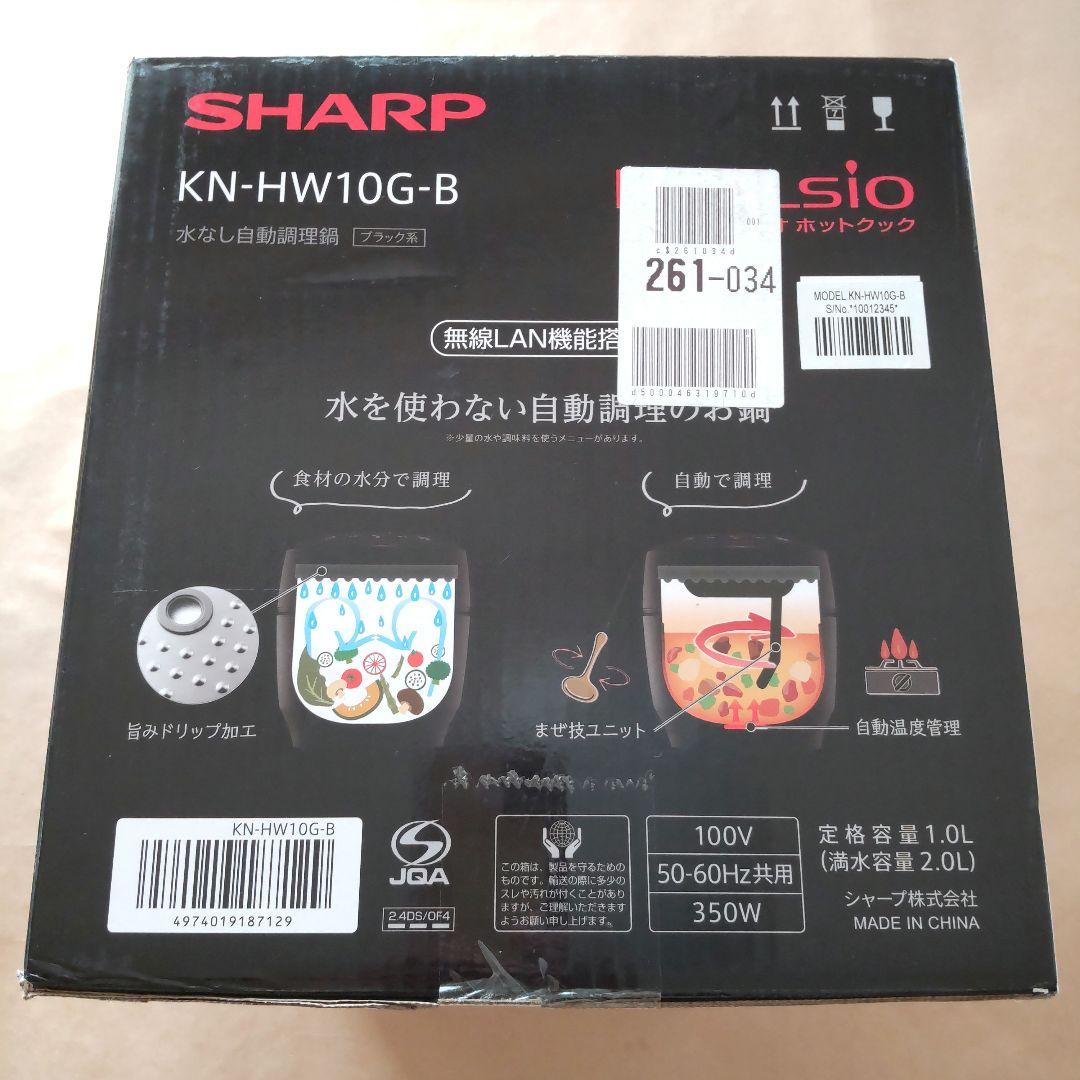 SHARP
KN-HW10G-B
水なし自動調理鍋 ブラック系
7
LSIO
ホットクック
001
c$261034d
261-034
d50004631 9710d
MODEL KN-HW10G-B
S/No.*10012345*
無線LAN機能搭
水を使わない自動調理のお鍋
※少量の水や調味料を使うメニューがあります。
食材の水分で調理
自動で調理
旨みドリップ加工
まぜ技ユニット
自動温度管理
KN-HW10G-B
4974019187129
JQA
2.4DS/OF4
この箱は、製品を守るための
ものです。輸送の際に多少の
スレや汚れが付くことがあり
ますが、ご理解いただきます
ようお願い申し上げます。
100V
50-60Hz共用
350W
定格容量1.0L
(満水容量2.0L)
シャープ株式会社
MADE IN CHINA